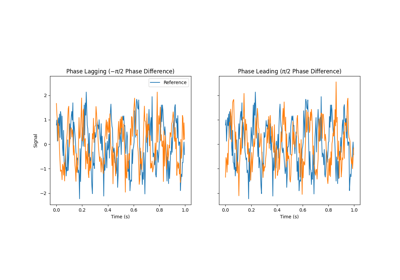 Phase Lagging (−π/2 Phase Difference)
Reference
Signal
2
1
0
−1
−2
0.0 0.2 0.4 0.6 0.8 1.0
Time (s)
Phase Leading (π/2 Phase Difference)
0.0 0.2 0.4 0.6 0.8 1.0
Time (s)